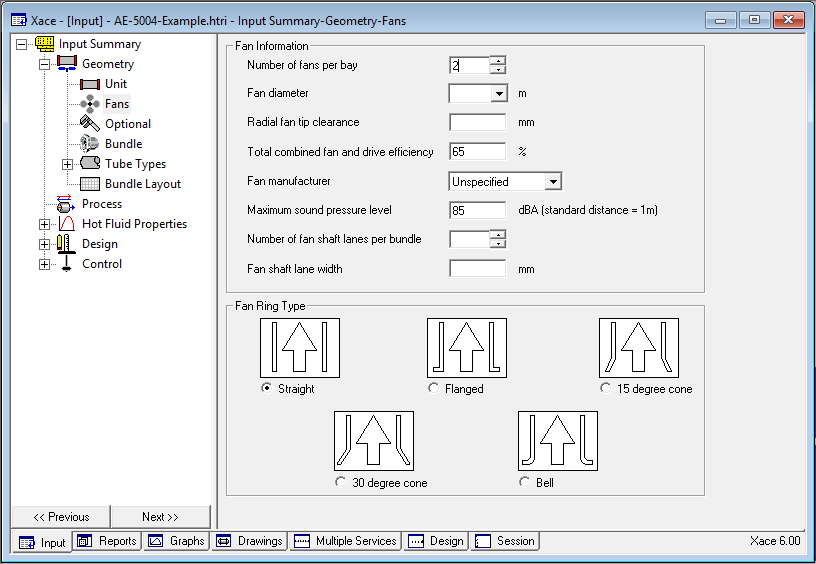 Xace - [Input] - AE-5004-Example.htri - Input Summary-Geometry-Fans
Input Summary
Geometry
Unit
Fans
Optional
Bundle
Tube Types
Bundle Layout
Process
Hot Fluid Properties
Design
Control
<< Previous
Next >>
Fan Information
Number of fans per bay 2
Fan diameter m
Radial fan tip clearance mm
Total combined fan and drive efficiency 65 %
Fan manufacturer Unspecified
Maximum sound pressure level 85 dBA (standard distance = 1m)
Number of fan shaft lanes per bundle
Fan shaft lane width mm
Fan Ring Type
Straight Flanged 15 degree cone
30 degree cone Bell
Input Reports Graphs Drawings Multiple Services Design Session Xace 6.00